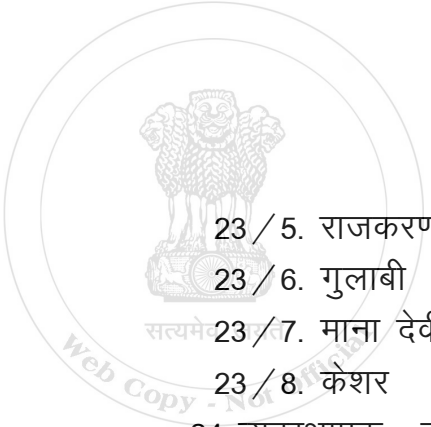 23/5. राजकरण
23/6. गुलाबी
सत्यमेव जयते
23/7. माना देवी
23/8. केशर
Web Copy - Not Official